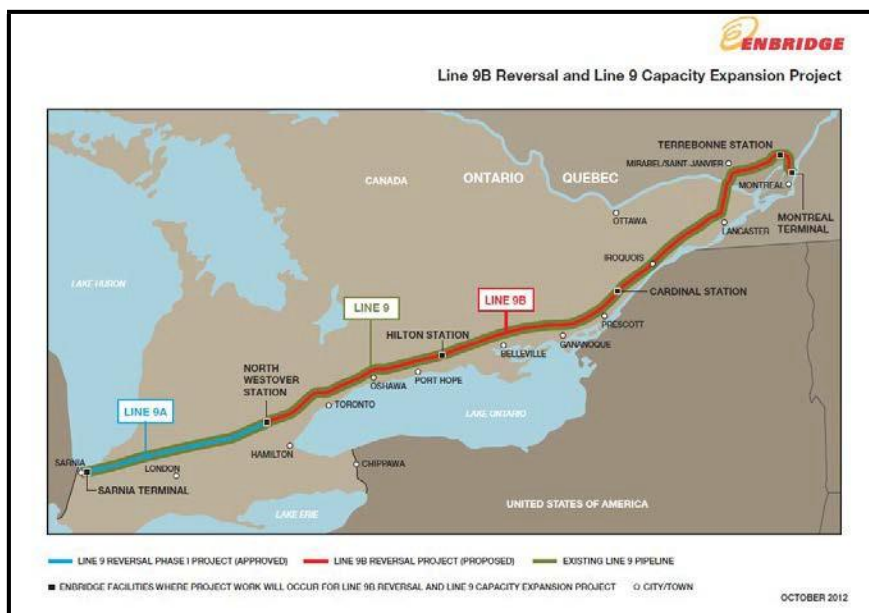 ENBRIDGE
Line 9B Reversal and Line 9 Capacity Expansion Project
TERREBONNE STATION
MIRABEL/SAINT-JANVIER
CANADA
ONTARIO
QUEBEC
MONTREAL
MONTREAL
TERMINAL
OTTAWA
LANCASTER
IROQUOIS
LAKE HURON
CARDINAL STATION
LINE 9
LINE 9B
PRESCOTT
HILTON STATION
GANANOQUE
BELLEVILLE
NORTH
WESTOVER
STATION
OSHAWA
PORT HOPE
TORONTO
LAKE ONTARIO
LINE 9A
HAMILTON
SARNIA
LONDON
CHIPPAWA
SARNIA TERMINAL
LAKE ERIE
UNITED STATES OF AMERICA
LINE 9 REVERSAL PHASE I PROJECT (APPROVED)
LINE 9B REVERSAL PROJECT (PROPOSED)
EXISTING LINE 9 PIPELINE
ENBRIDGE FACILITIES WHERE PROJECT WORK WILL OCCUR FOR LINE 9B REVERSAL AND LINE 9 CAPACITY EXPANSION PROJECT
CITY/TOWN
OCTOBER 2012